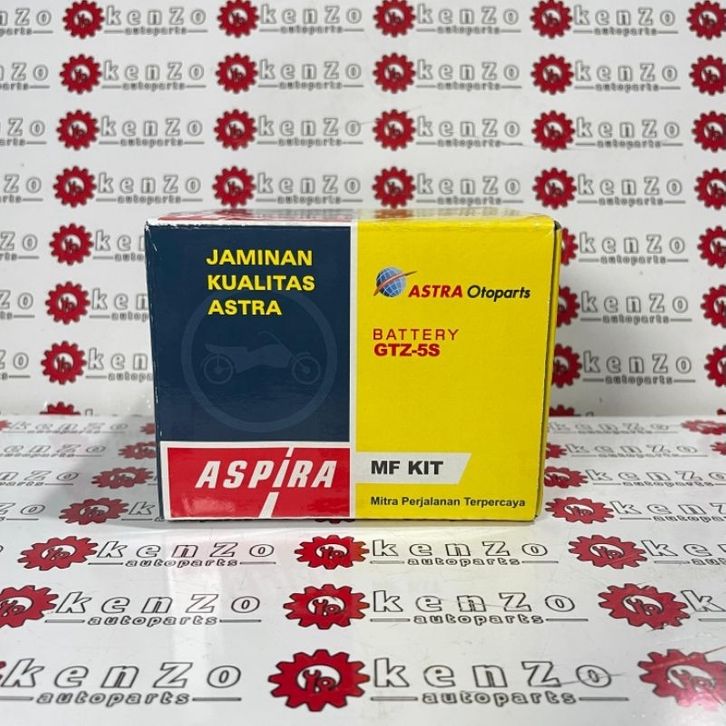 JAMINAN
KUALITAS
ASTRA
ASTRA Otoparts
BATTERY
GTZ-5S
ASPIRA
MF KIT
Mitra Perjalanan Terpercaya
kenZo
autoparts